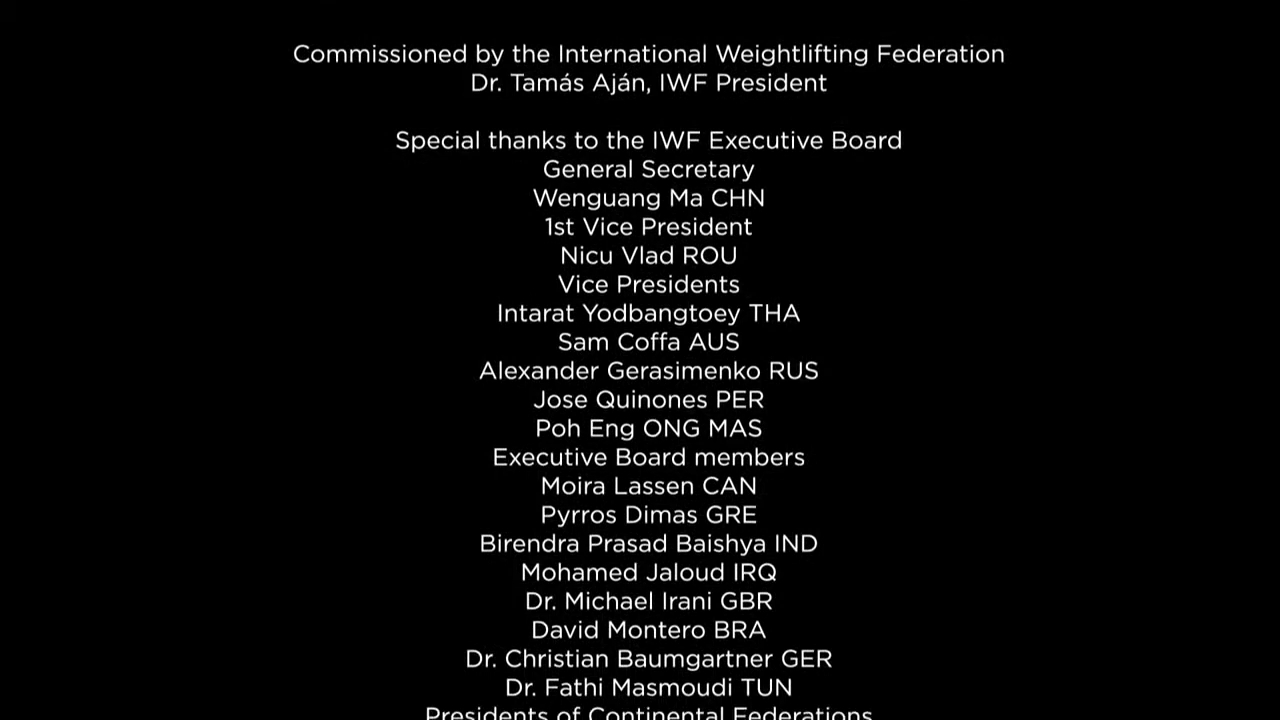 Commissioned by the International Weightlifting Federation
Dr. Tamás Aján, IWF President
Special thanks to the IWF Executive Board
General Secretary
Wenguang Ma CHN
1st Vice President
Nicu Vlad ROU
Vice Presidents
Intarat Yodbangtoey THA
Sam Coffa AUS
Alexander Gerasimenko RUS
Jose Quinones PER
Poh Eng ONG MAS
Executive Board members
Moira Lassen CAN
Pyrros Dimas GRE
Birendra Prasad Baishya IND
Mohamed Jaloud IRQ
Dr. Michael Irani GBR
David Montero BRA
Dr. Christian Baumgartner GER
Dr. Fathi Masmoudi TUN
Presidents of Continental Federations